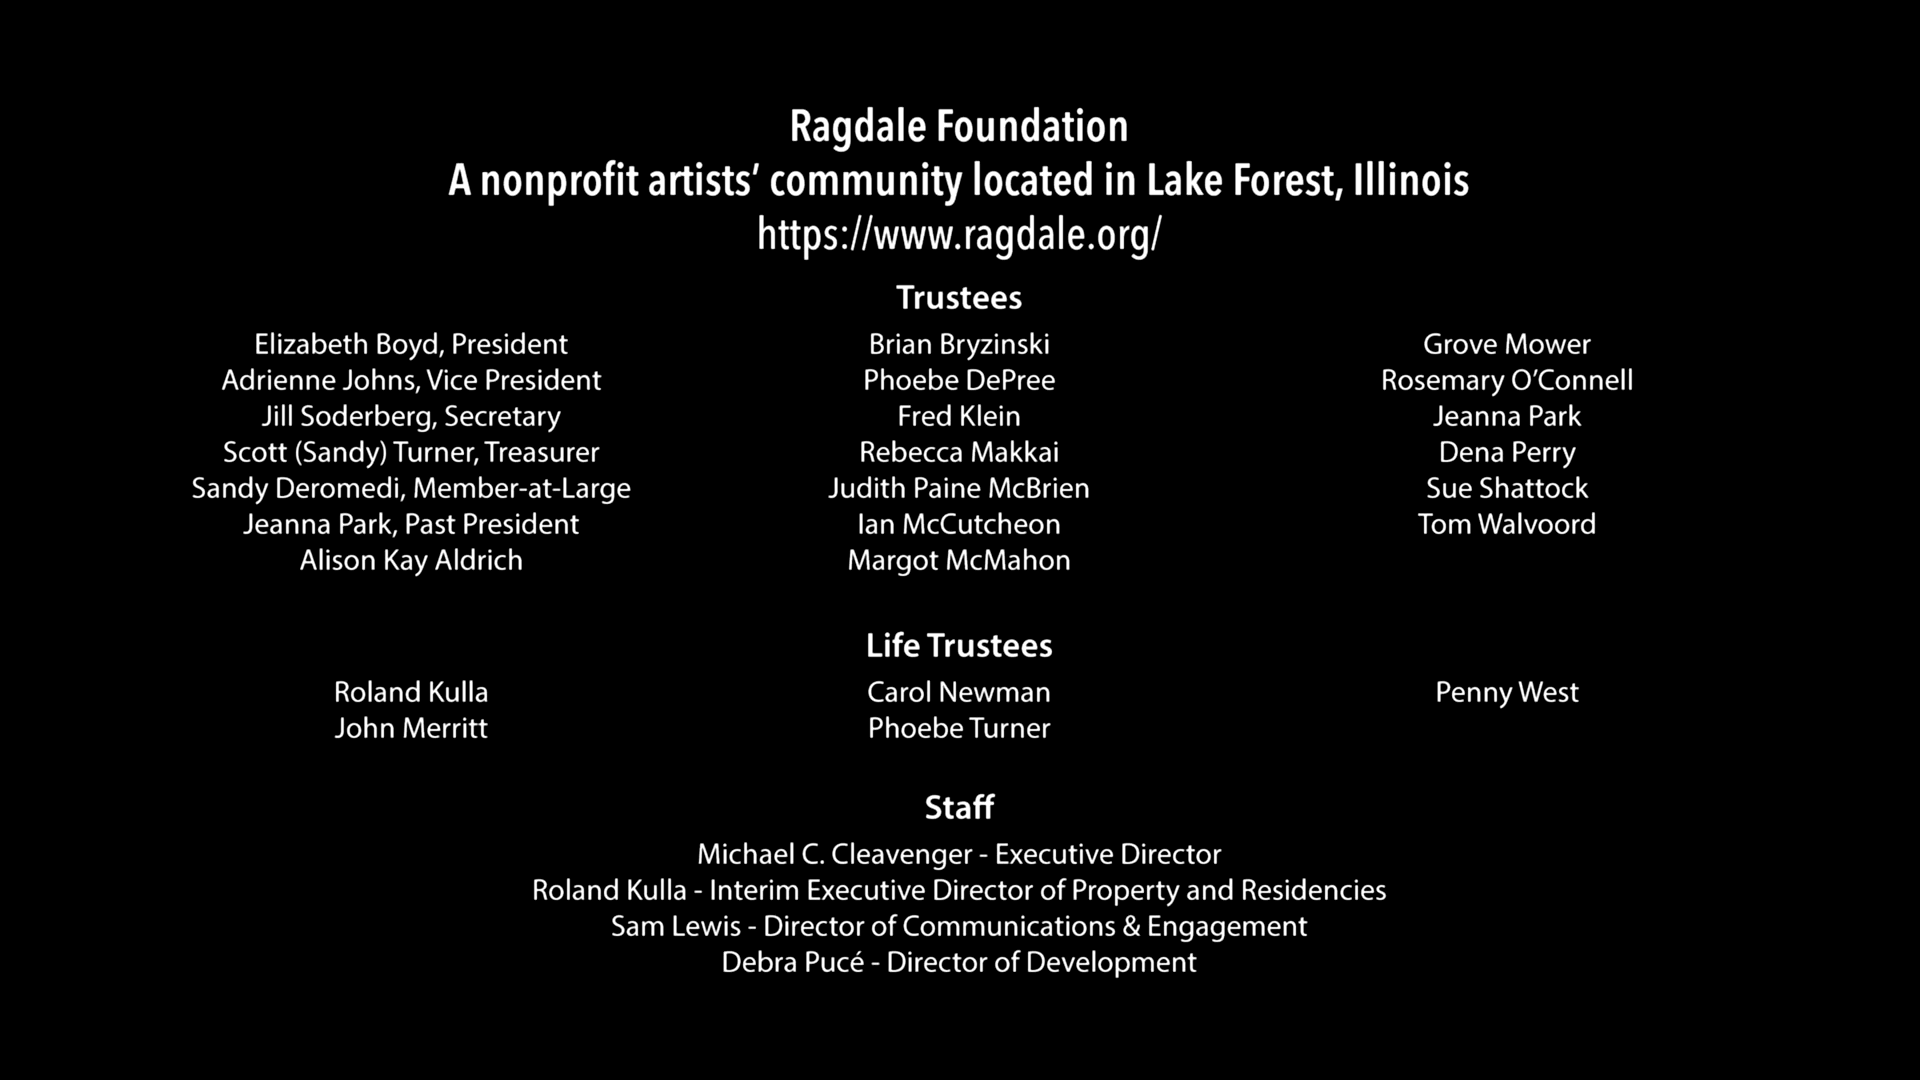 Ragdale Foundation
A nonprofit artists‘ community located in Lake Forest, Illinois
https://www.ragdale.org/
Trustees
Elizabeth Boyd, President
Adrienne Johns, Vice President
Jill Soderberg, Secretary
Scott (Sandy) Turner, Treasurer
Sandy Deromedi, Member-at-Large
Jeanna Park, Past President
Alison Kay Aldrich
Brian Bryzinski
Phoebe DePree
Fred Klein
Rebecca Makkai
Judith Paine McBrien
Ian McCutcheon
Margot McMahon
Grove Mower
Rosemary O’Connell
Jeanna Park
Dena Perry
Sue Shattock
Tom Walvoord
Life Trustees
Roland Kulla
John Merritt
Carol Newman
Phoebe Turner
Penny West
Staff
Michael C. Cleavenger - Executive Director
Roland Kulla - Interim Executive Director of Property and Residencies
Sam Lewis - Director of Communications & Engagement
Debra Pucé - Director of Development